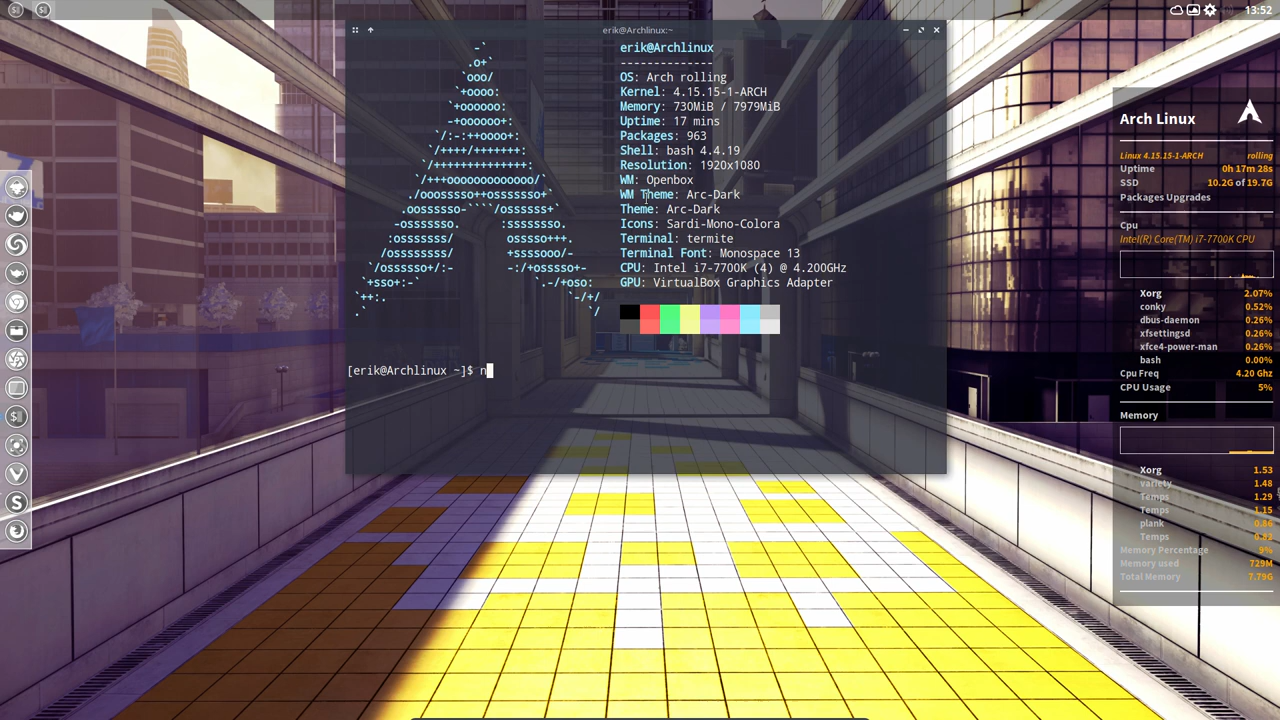 13:52
erik@Archlinux:~
erik@Archlinux
--------------
OS: Arch rolling
Kernel: 4.15.15-1-ARCH
Memory: 730MiB / 7979MiB
Uptime: 17 mins
Packages: 963
Shell: bash 4.4.19
Resolution: 1920x1080
WM: Openbox
WM Theme: Arc-Dark
Theme: Arc-Dark
Icons: Sardi-Mono-Colora
Terminal: termite
Terminal Font: Monospace 13
CPU: Intel i7-7700K (4) @ 4.200GHz
GPU: VirtualBox Graphics Adapter
[erik@Archlinux ~]$ n
Arch Linux
Linux 4.15.15-1-ARCH rolling
Uptime 0h 17m 28s
SSD 10.2G of 19.7G
Packages Upgrades
Cpu
Intel(R) Core(TM) i7-7700K CPU
Xorg 2.07%
conky 0.52%
dbus-daemon 0.26%
xfsettingsd 0.26%
xfce4-power-man 0.26%
bash 0.00%
Cpu Freq 4.20 Ghz
CPU Usage 5%
Memory
Xorg 1.53
variety 1.48
Temps 1.29
Temps 1.15
plank 0.86
Temps
Memory Percentage 9%
Memory used 729M
Total Memory 7.79G